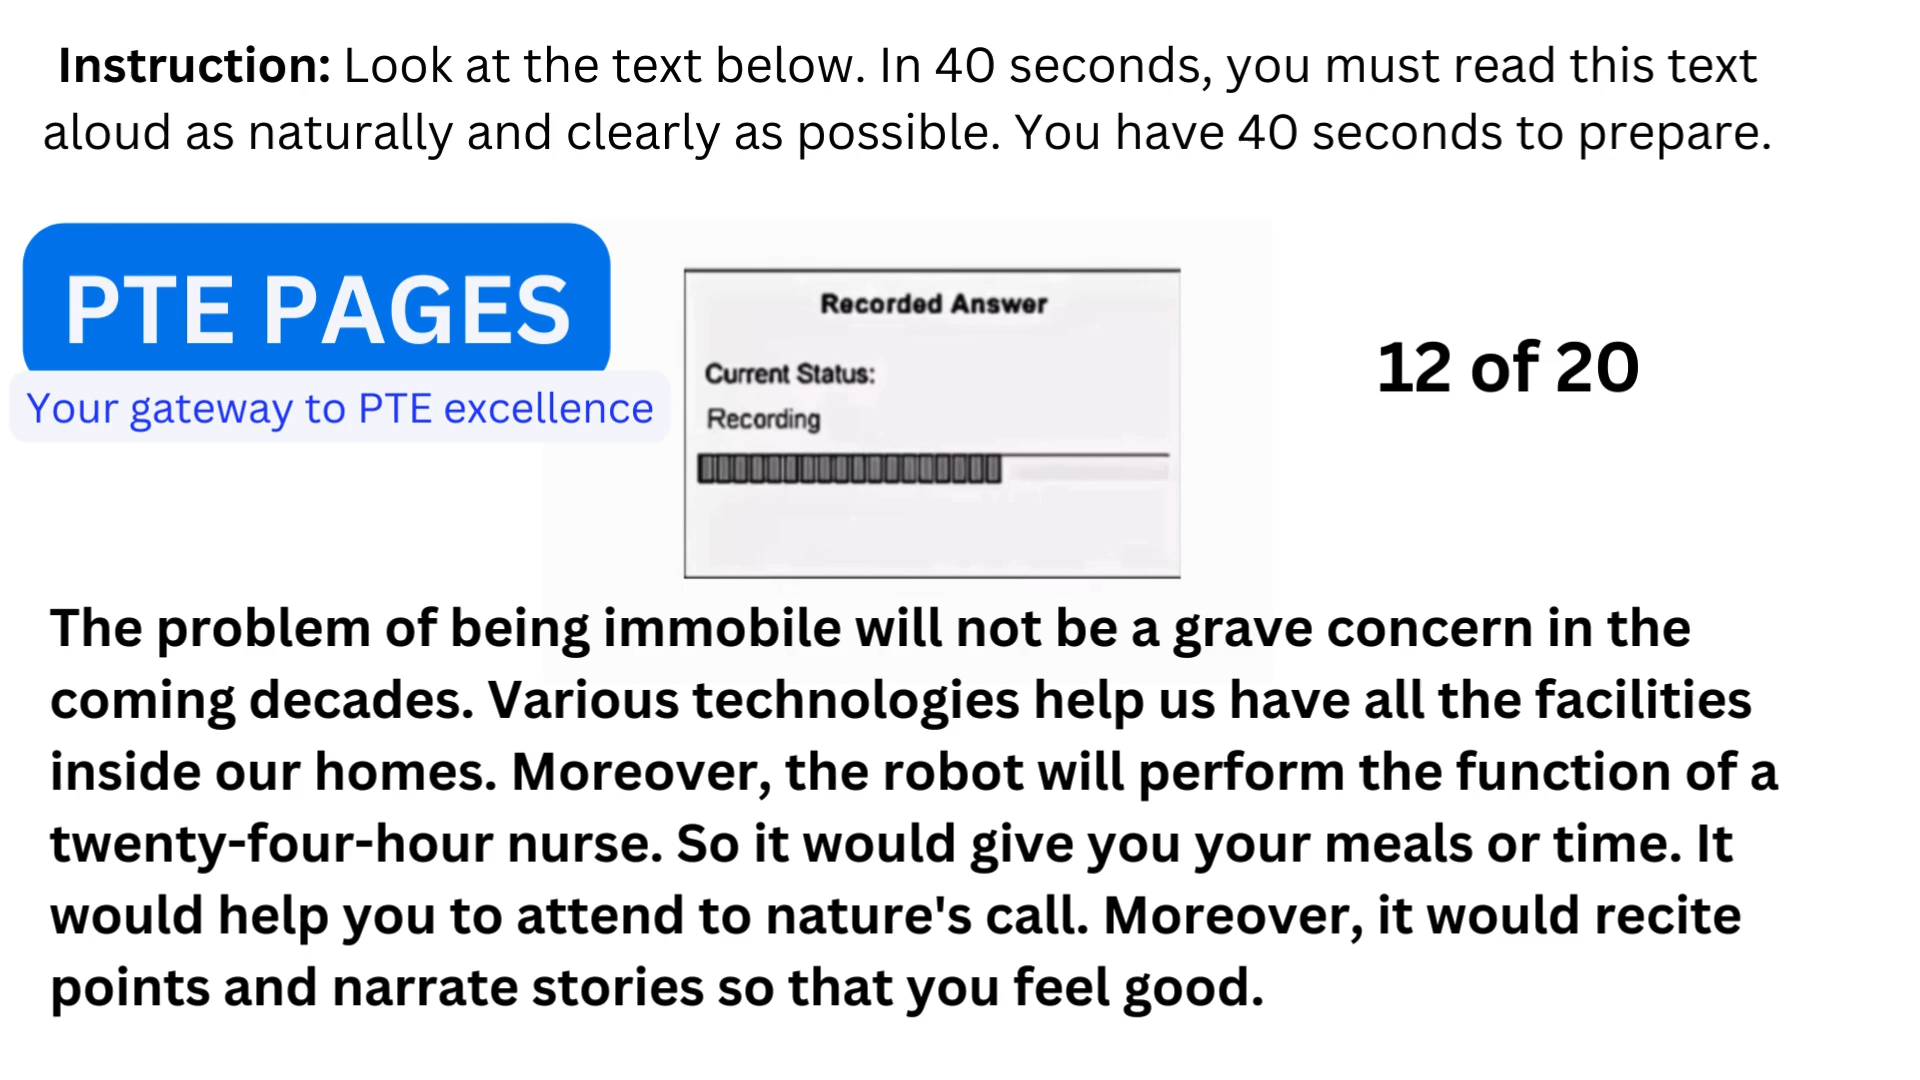 Instruction: Look at the text below. In 40 seconds, you must read this text
aloud as naturally and clearly as possible. You have 40 seconds to prepare.
PTE PAGES
Your gateway to PTE excellence
Recorded Answer
Current Status:
Recording
12 of 20
The problem of being immobile will not be a grave concern in the
coming decades. Various technologies help us have all the facilities
inside our homes. Moreover, the robot will perform the function of a
twenty-four-hour nurse. So it would give you your meals or time. It
would help you to attend to nature's call. Moreover, it would recite
points and narrate stories so that you feel good.